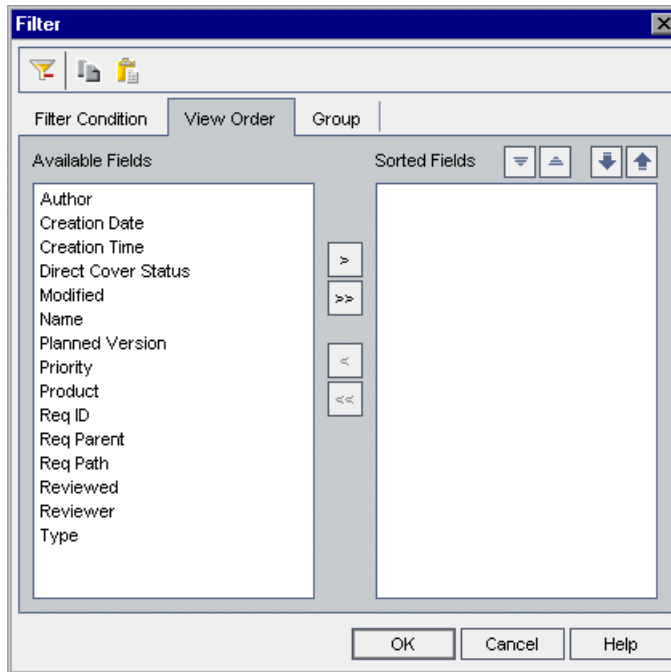 Filter
Filter Condition View Order Group
Available Fields Sorted Fields
Author
Creation Date
Creation Time
Direct Cover Status
Modified
Name
>
>>
Planned Version
Priority
<
Product
<<
Req ID
Req Parent
Req Path
Reviewed
Reviewer
Type
OK Cancel Help